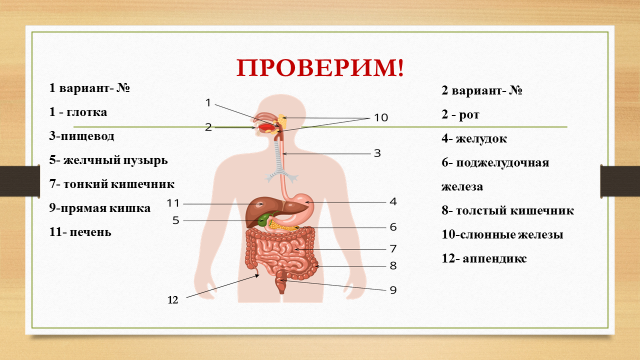 ПРОВЕРИМ!
1 вариант- №
1 - глотка
3-пищевод
5- желчный пузырь
7- тонкий кишечник
9-прямая кишка
11- печень
1
2
11
5
12
10
3
4
6
7
8
9
2 вариант- №
2 - рот
4- желудок
6- поджелудочная
железа
8- толстый кишечник
10-слюнные железы
12- аппендикс